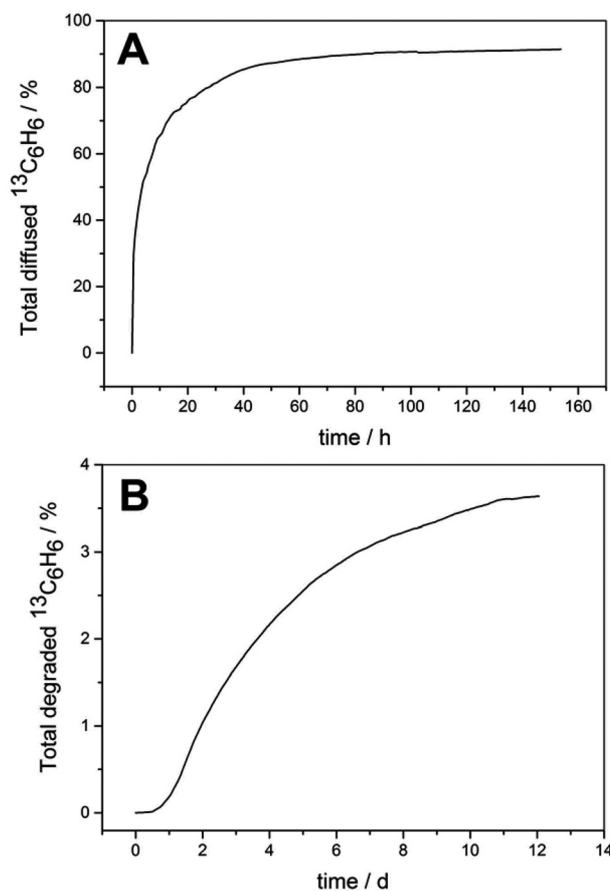 A
Total diffused ¹³C₆H₆ / %
100
80
60
40
20
0
0 20 40 60 80 100 120 140 160
time / h
B
Total degraded ¹³C₆H₆ / %
4
3
2
1
0
0 2 4 6 8 10 12 14
time / d